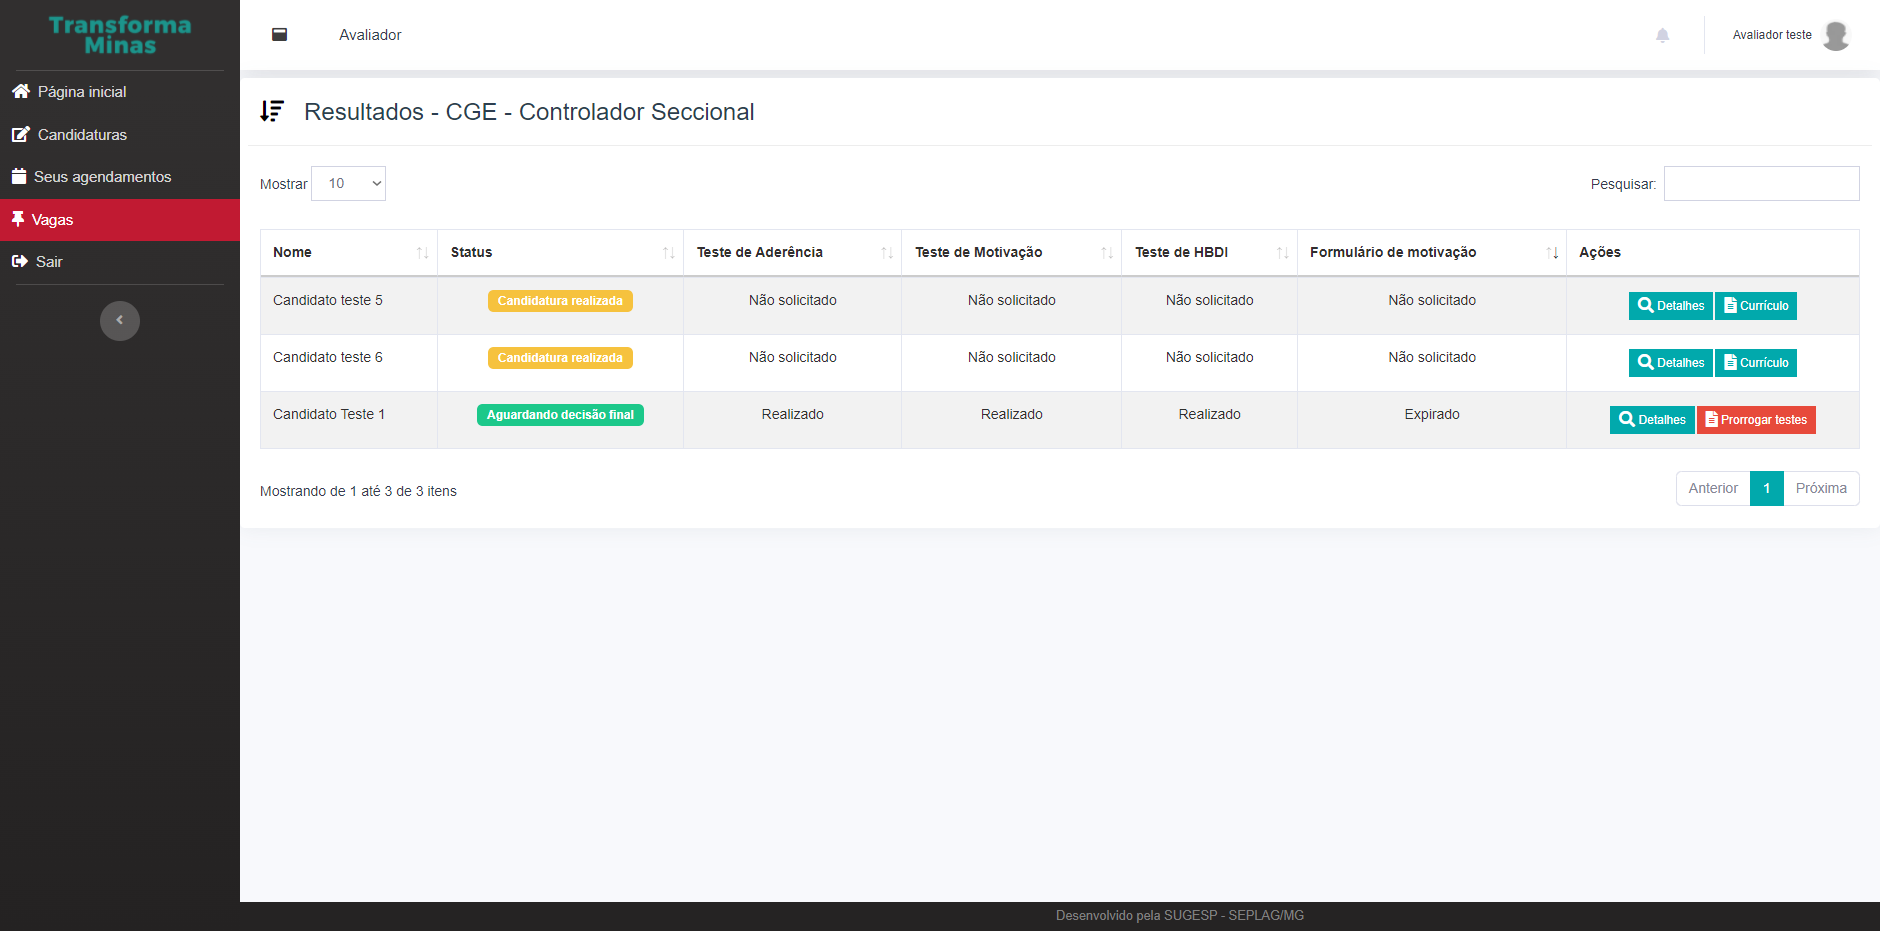 Transforma
Minas
Página inicial
Candidaturas
Seus agendamentos
Vagas
Sair
Avaliador
Avaliador teste
Resultados - CGE - Controlador Seccional
Mostrar 10
Pesquisar:
Nome Status Teste de Aderência Teste de Motivação Teste de HBDI Formulário de motivação Ações
Candidato teste 5 Candidatura realizada Não solicitado Não solicitado Não solicitado Não solicitado Detalhes Currículo
Candidato teste 6 Candidatura realizada Não solicitado Não solicitado Não solicitado Não solicitado Detalhes Currículo
Candidato Teste 1 Aguardando decisão final Realizado Realizado Realizado Expirado Detalhes Prorrogar testes
Mostrando de 1 até 3 de 3 itens
Anterior 1 Próxima
Desenvolvido pela SUGESP - SEPLAG/MG